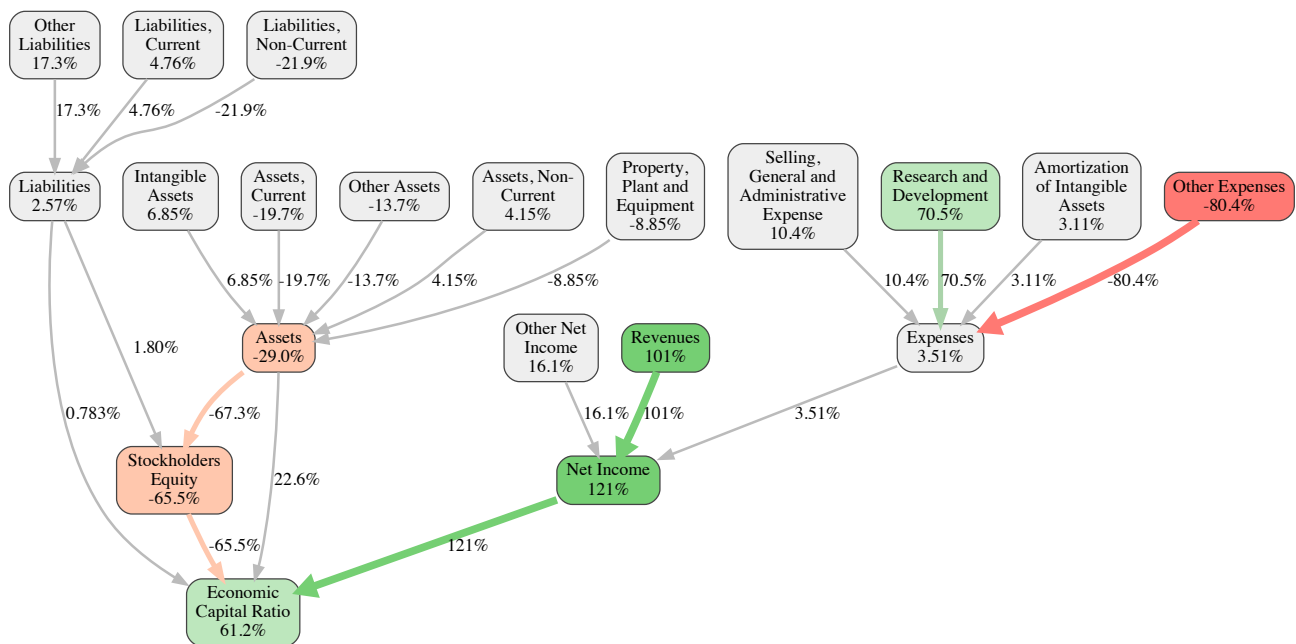 Other
Liabilities
17.3%
Liabilities,
Current
4.76%
Liabilities,
Non-Current
-21.9%
17.3%
4.76%
-21.9%
Liabilities
2.57%
Intangible
Assets
6.85%
Assets,
Current
-19.7%
Other Assets
-13.7%
Assets, Non-
Current
4.15%
Property,
Plant and
Equipment
-8.85%
Selling,
General and
Administrative
Expense
10.4%
Research and
Development
70.5%
Amortization
of Intangible
Assets
3.11%
Other Expenses
-80.4%
6.85%
-19.7%
-13.7%
4.15%
-8.85%
10.4%
70.5%
3.11%
-80.4%
Assets
-29.0%
Other Net
Income
16.1%
Revenues
101%
Expenses
3.51%
1.80%
0.783%
-67.3%
16.1%
101%
3.51%
Stockholders
Equity
-65.5%
22.6%
Net Income
121%
-65.5%
121%
Economic
Capital Ratio
61.2%